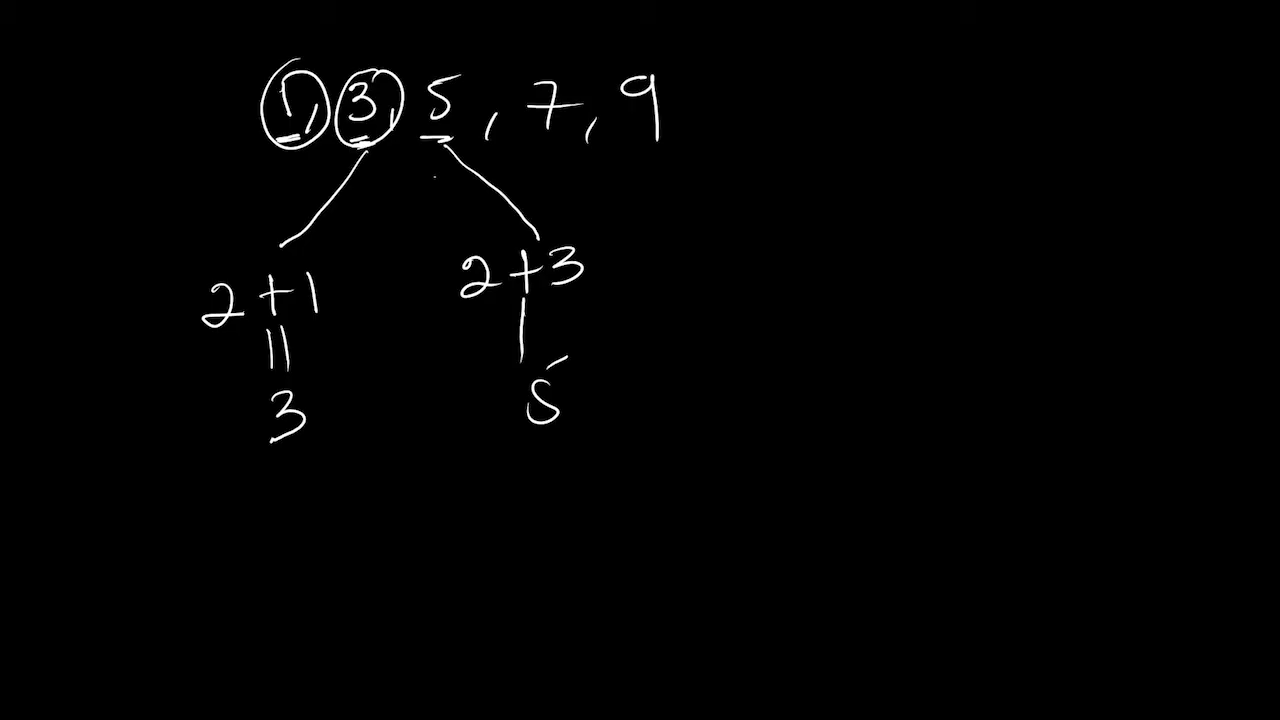 1, 3, 5, 7, 9
2+1 2+3
||
3 5